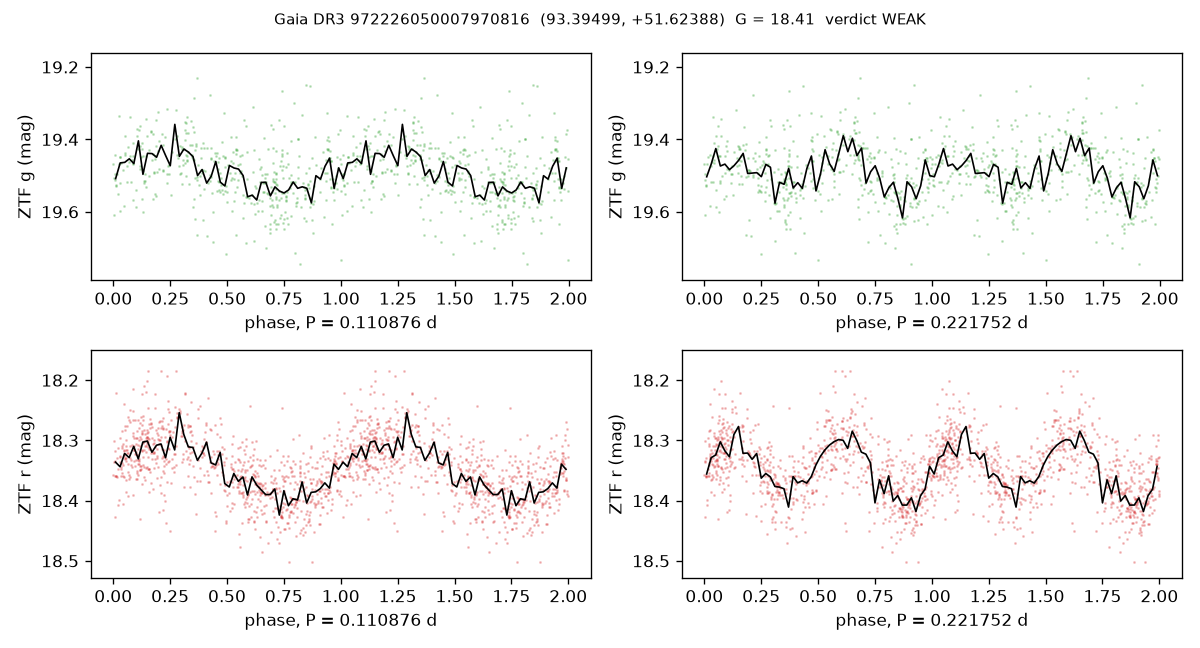 Gaia DR3 972226050007970816  (93.39499, +51.62388)  G = 18.41  verdict WEAK
ZTF g (mag)
19.2
19.4
19.6
0.00 0.25 0.50 0.75 1.00 1.25 1.50 1.75 2.00
phase, P = 0.110876 d
ZTF g (mag)
19.2
19.4
19.6
0.00 0.25 0.50 0.75 1.00 1.25 1.50 1.75 2.00
phase, P = 0.221752 d
ZTF r (mag)
18.2
18.3
18.4
18.5
0.00 0.25 0.50 0.75 1.00 1.25 1.50 1.75 2.00
phase, P = 0.110876 d
ZTF r (mag)
18.2
18.3
18.4
18.5
0.00 0.25 0.50 0.75 1.00 1.25 1.50 1.75 2.00
phase, P = 0.221752 d